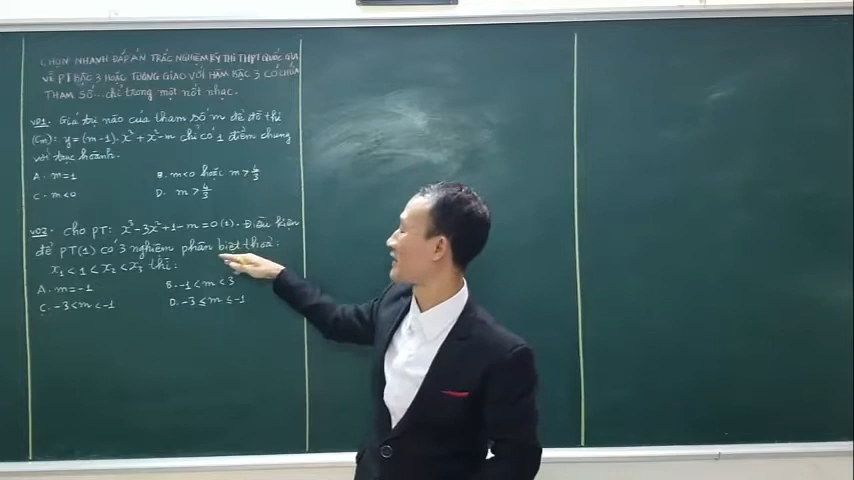 CHỌN NHANH ĐÁP ÁN TRẮC NGHIỆM KỲ THI THPT QUỐC GIA
VỀ PT BẬC 3 HOẶC TƯƠNG GIAO VỚI HÀM BẬC 3 CÓ CHỨA
THAM SỐ...chỉ trong một nốt nhạc.
VD1. Giá trị nào của tham số m để đồ thị
(Cm): y=(m-1).x³+x²-m chỉ có 1 điểm chung
với trục hoành.
A. m=1 B. m<0 hoặc m > 4/3
C. m<0 D. m > 4/3
VD2. cho PT: x³-3x²+1-m=0 (1). Điều kiện
để PT(1) có 3 nghiệm phân biệt thoả:
x₁<1<x₂<x₃ thì:
A. m=-1 B. -1<m<3
C. -3<m<-1 D. -3≤m≤-1